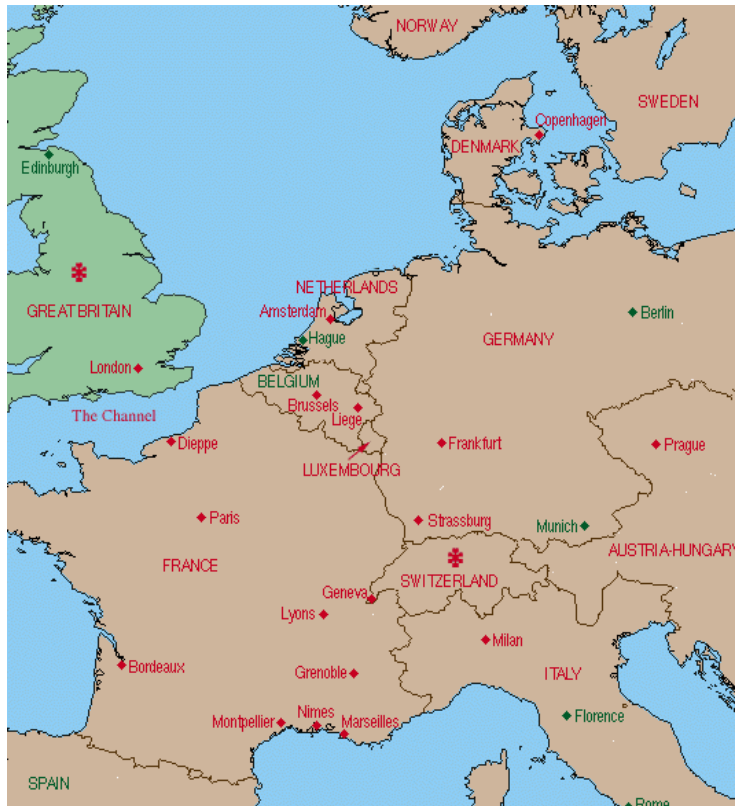 NORWAY
SWEDEN
Copenhagen
DENMARK
Edinburgh
NETHERLANDS
GREAT BRITAIN
Amsterdam
Berlin
Hague
GERMANY
London
BELGIUM
Brussels
The Channel
Liege
Dieppe
Frankfurt
Prague
LUXEMBOURG
Paris
Strassburg
Munich
AUSTRIA-HUNGARY
FRANCE
SWITZERLAND
Geneva
Lyons
Milan
Bordeaux
Grenoble
ITALY
Nimes
Florence
Montpellier
Marseilles
SPAIN
Rome